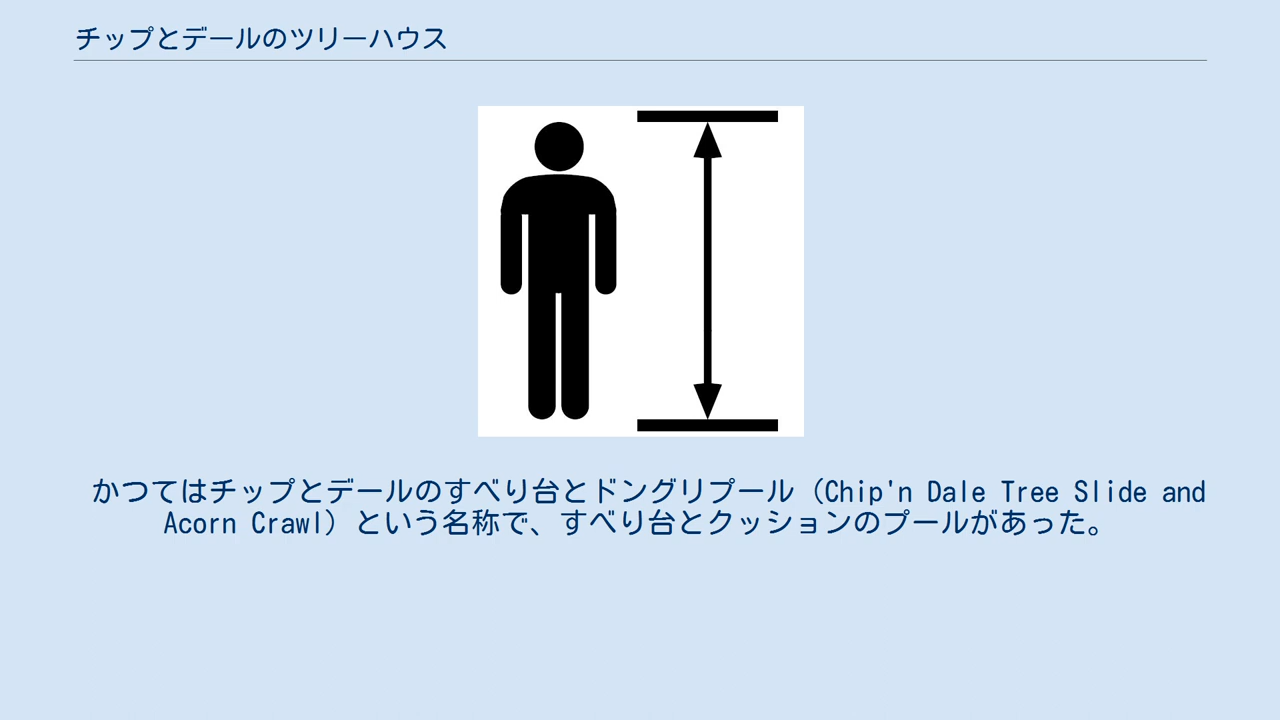 チップとデールのツリーハウス
かつてはチップとデールのすべり台とドングリプール（Chip'n Dale Tree Slide and
Acorn Crawl）という名称で、すべり台とクッションのプールがあった。